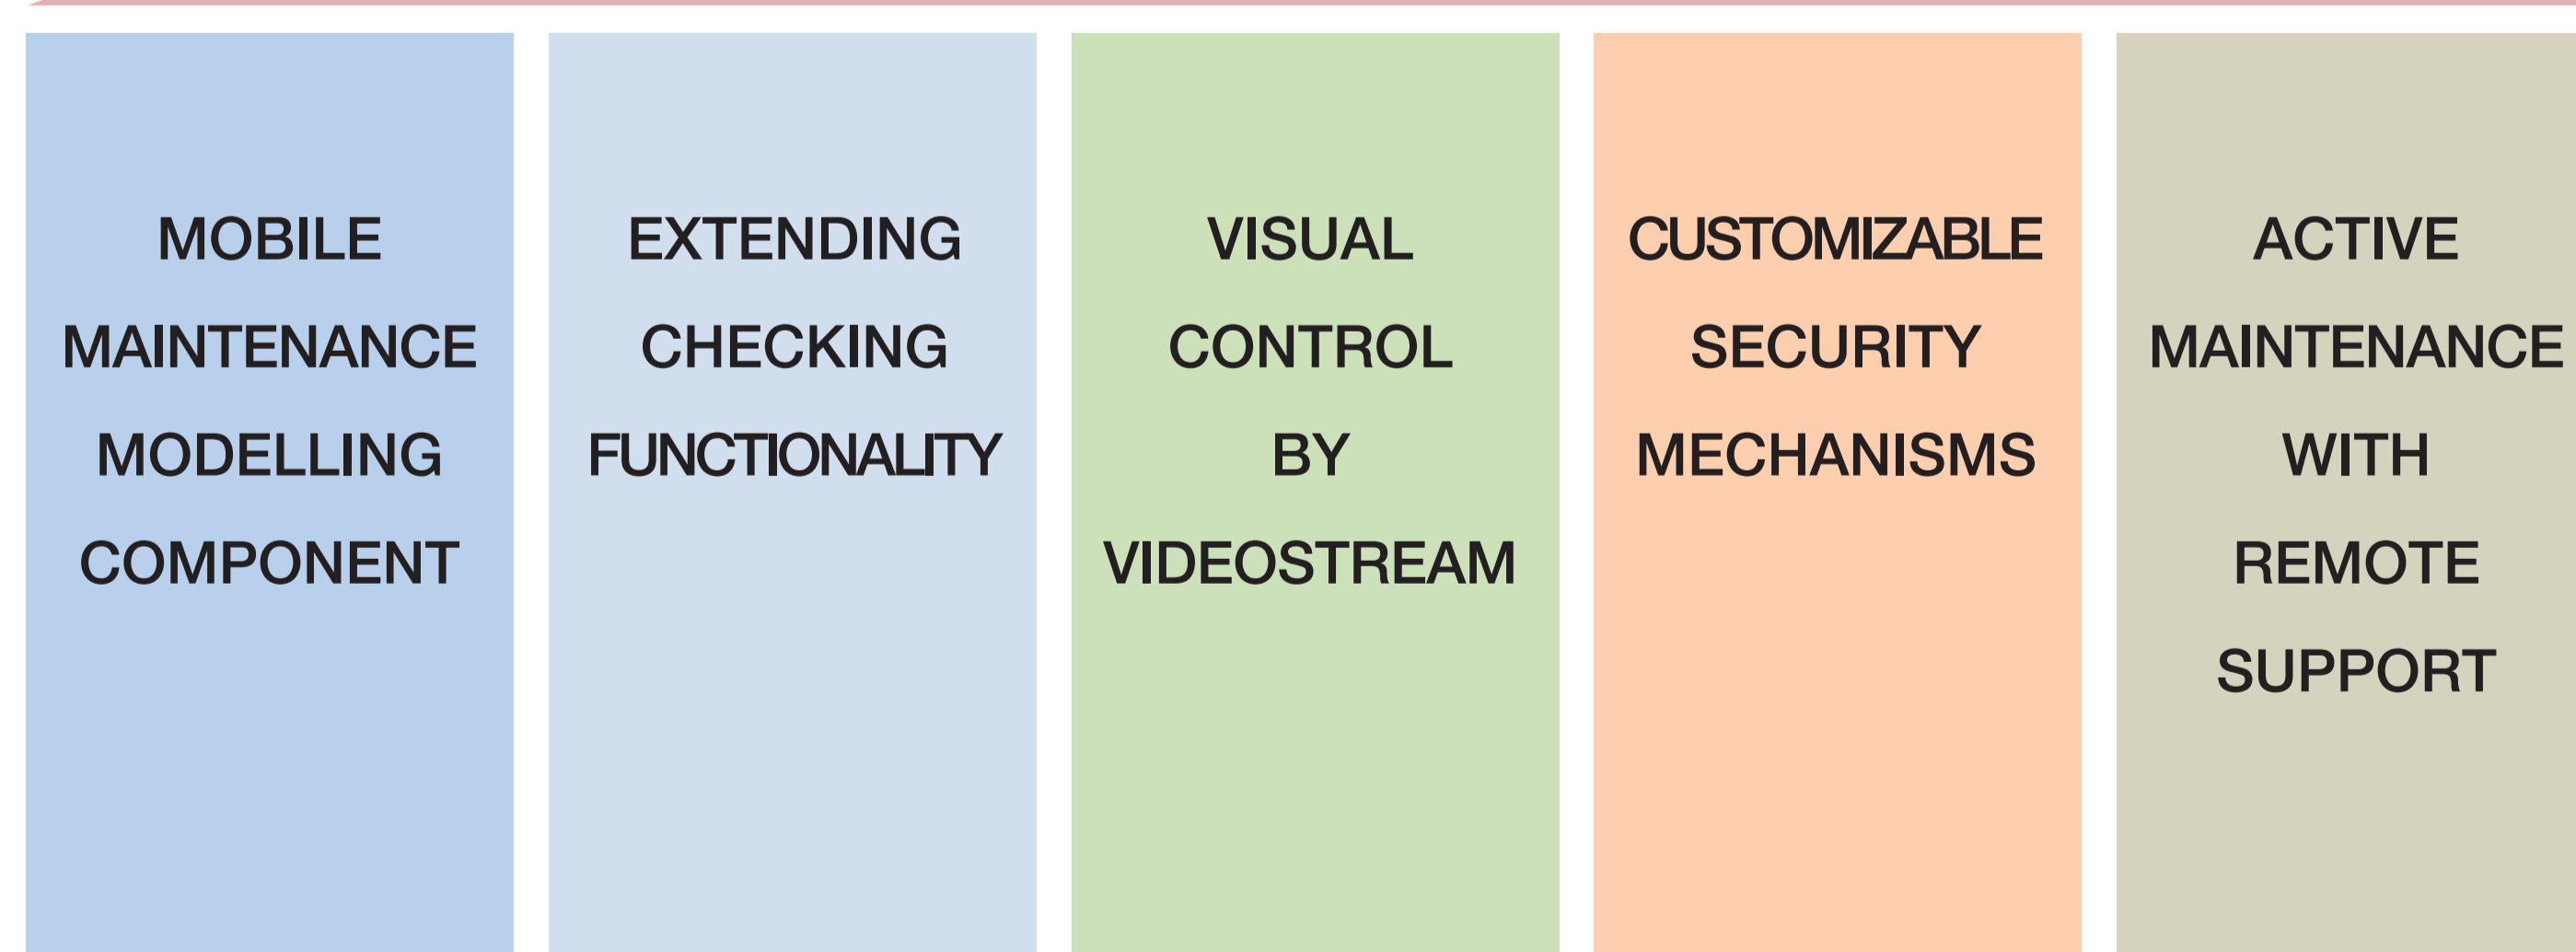 MOBILE
MAINTENANCE
MODELLING
COMPONENT
EXTENDING
CHECKING
FUNCTIONALITY
VISUAL
CONTROL
BY
VIDEOSTREAM
CUSTOMIZABLE
SECURITY
MECHANISMS
ACTIVE
MAINTENANCE
WITH
REMOTE
SUPPORT